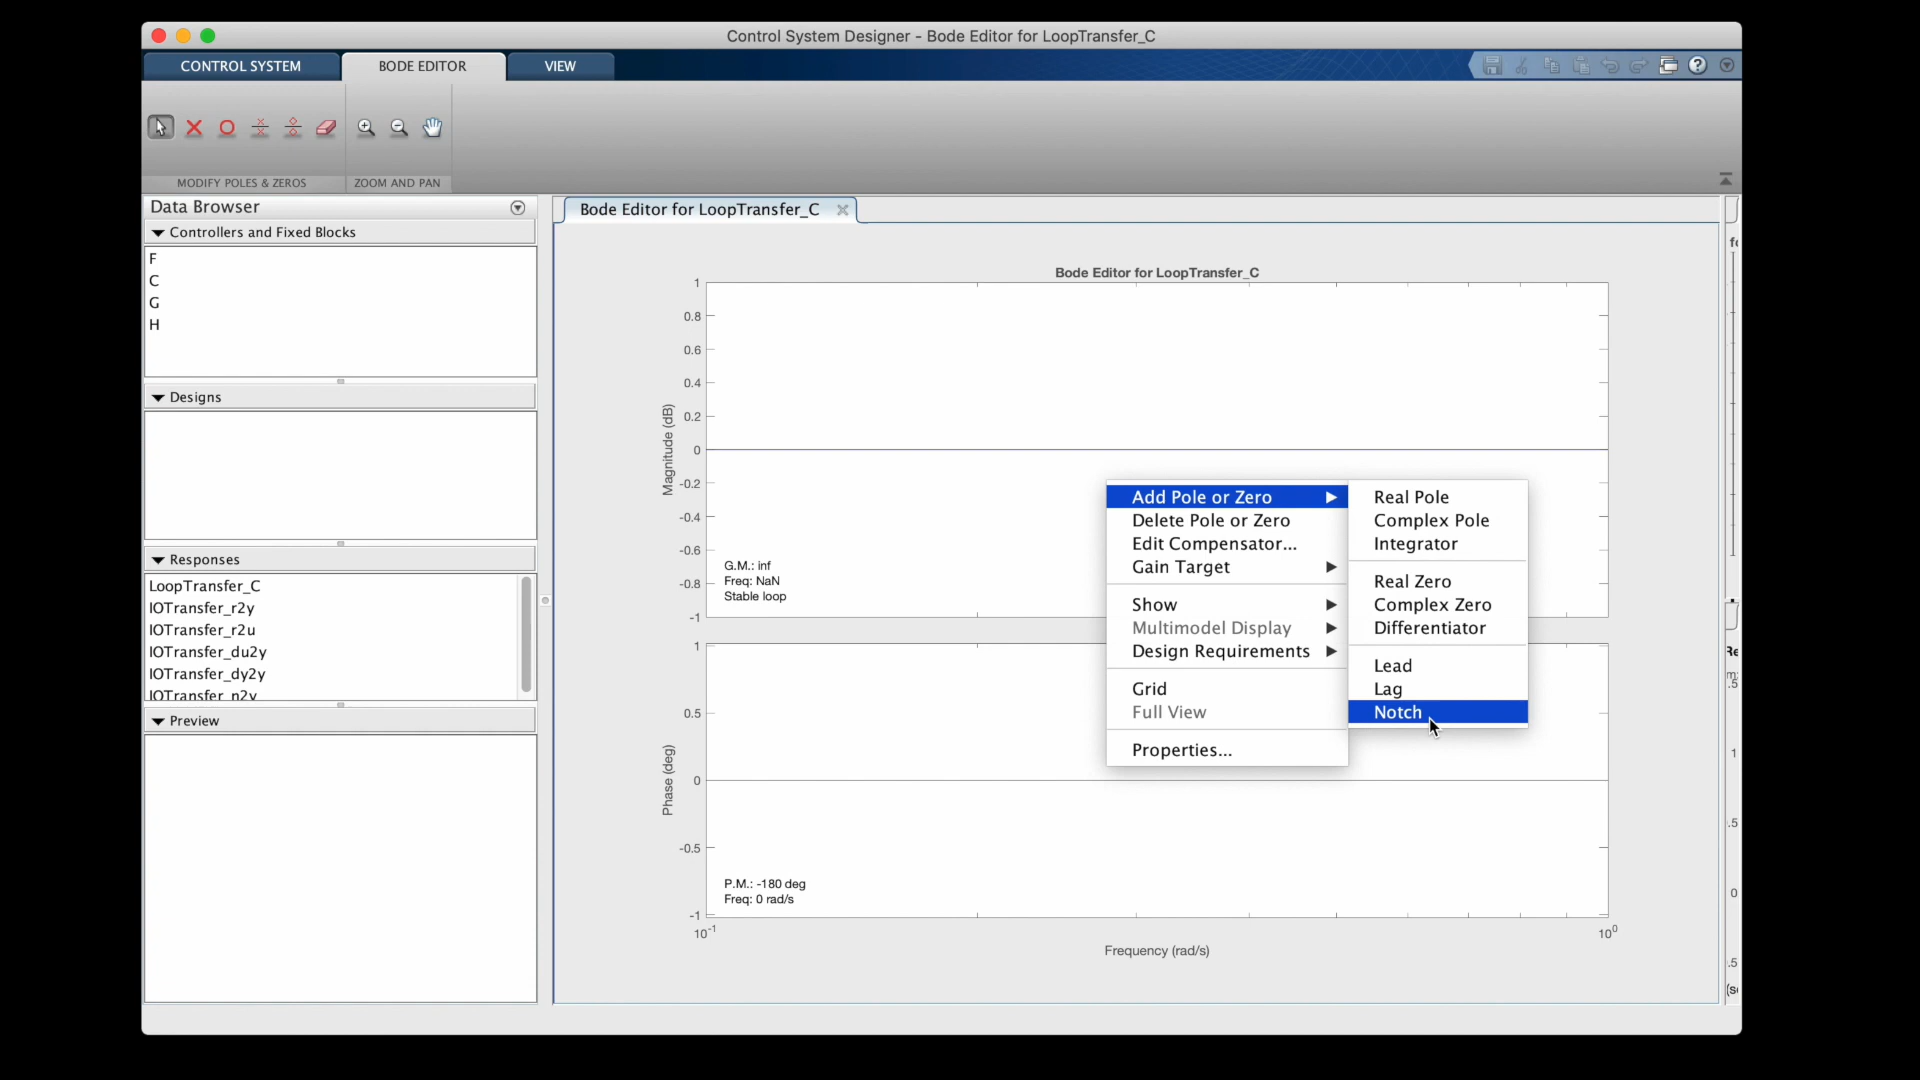 Control System Designer - Bode Editor for LoopTransfer_C
CONTROL SYSTEM
BODE EDITOR
VIEW
MODIFY POLES & ZEROS
ZOOM AND PAN
Data Browser
Controllers and Fixed Blocks
F
C
G
H
Designs
Responses
LoopTransfer_C
IOTransfer_r2y
IOTransfer_r2u
IOTransfer_du2y
IOTransfer_dy2y
IOTransfer_n2y
Preview
Bode Editor for LoopTransfer_C
Bode Editor for LoopTransfer_C
Magnitude (dB)
1
0.8
0.6
0.4
0.2
0
-0.2
-0.4
-0.6
-0.8
-1
G.M.: inf
Freq: NaN
Stable loop
Phase (deg)
1
0.5
0
-0.5
-1
P.M.: -180 deg
Freq: 0 rad/s
10-1
100
Frequency (rad/s)
Add Pole or Zero
Delete Pole or Zero
Edit Compensator...
Gain Target
Show
Multimodel Display
Design Requirements
Grid
Full View
Properties...
Real Pole
Complex Pole
Integrator
Real Zero
Complex Zero
Differentiator
Lead
Lag
Notch
.5
1
.5
0
.5